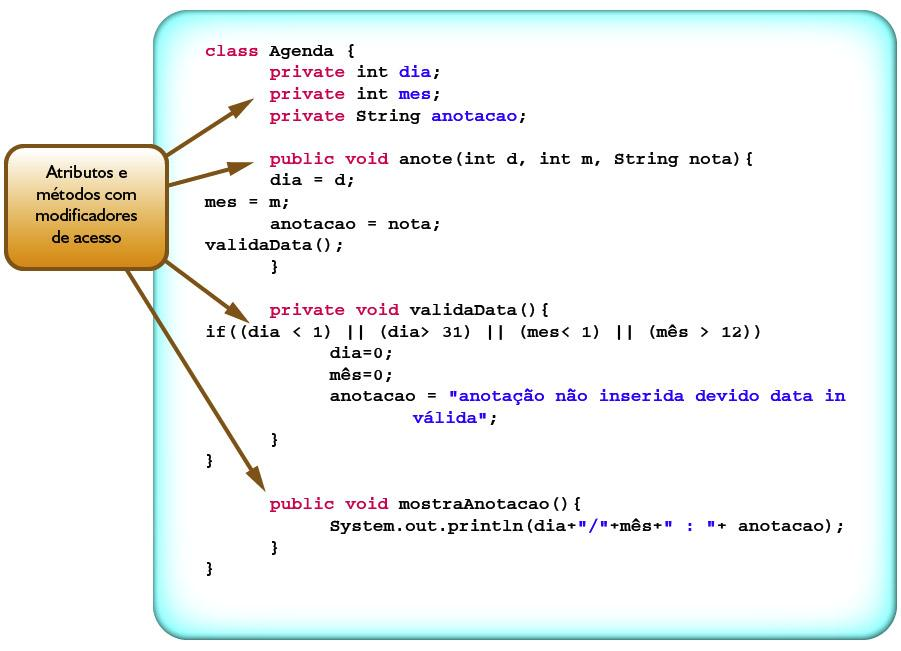 class Agenda {
private int dia;
private int mes;
private String anotacao;
Atributos e
métodos com
modificadores
de acesso
public void anote(int d, int m, String nota){
dia = d;
mes = m;
anotacao = nota;
validaData();
}
private void validaData(){
if((dia < 1) || (dia> 31) || (mes< 1) || (mês > 12))
dia=0;
mês=0;
anotacao = "anotação não inserida devido data in
válida";
}
}
public void mostraAnotacao(){
System.out.println(dia+"/"+mês+" : "+ anotacao);
}
}